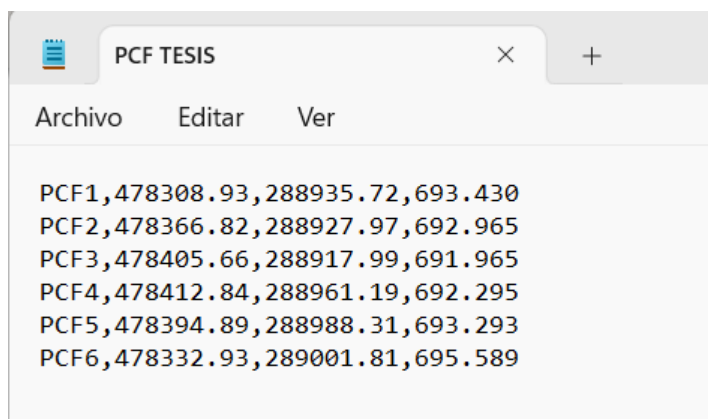 PCF TESIS
Archivo Editar Ver
PCF1,478308.93,288935.72,693.430
PCF2,478366.82,288927.97,692.965
PCF3,478405.66,288917.99,691.965
PCF4,478412.84,288961.19,692.295
PCF5,478394.89,288988.31,693.293
PCF6,478332.93,289001.81,695.589